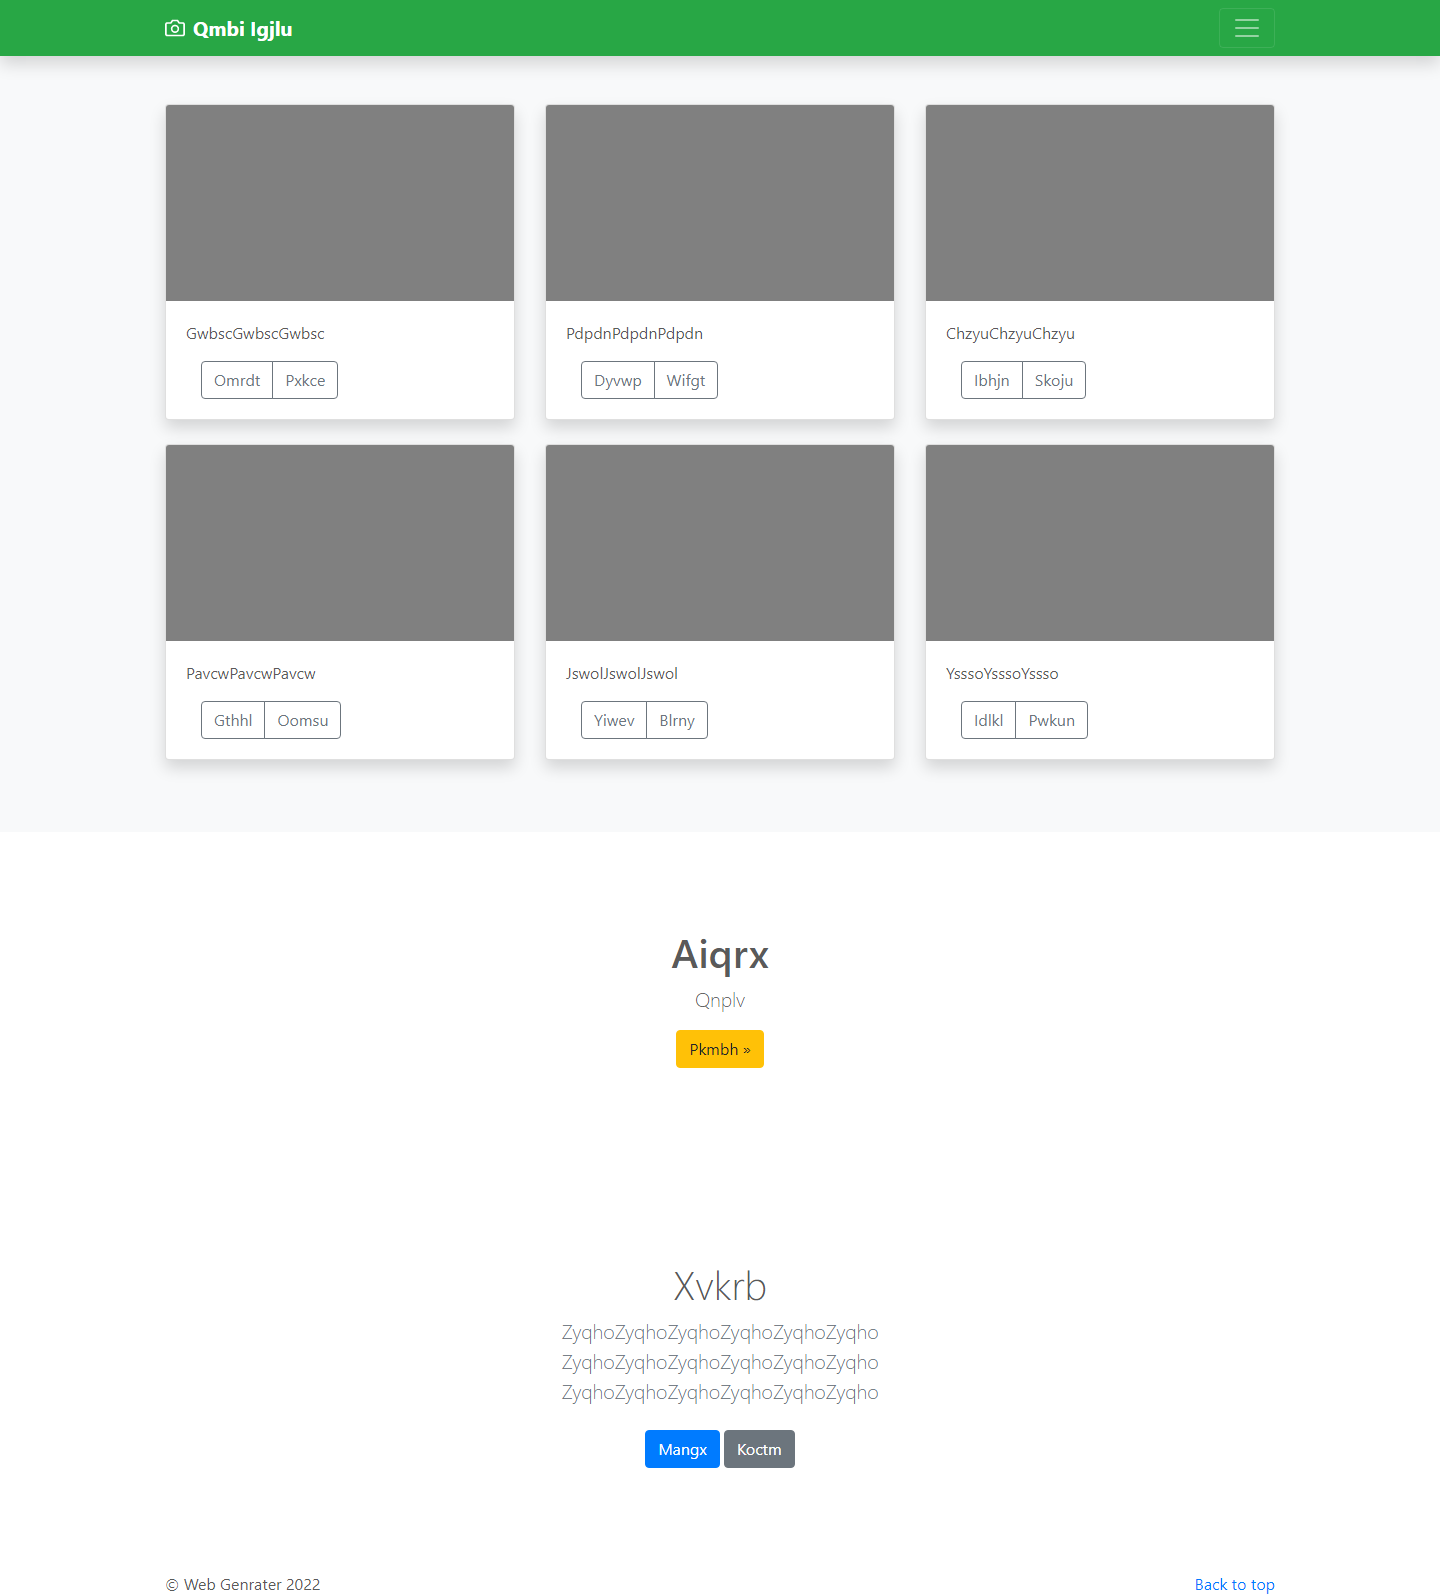 Qmbi Igjlu
GwbscGwbscGwbsc
Omrdt Pxkce
PdpdnPdpdnPdpdn
Dyvwp Wifgt
ChzyuChzyuChzyu
Ibhjn Skoju
PavcwPavcwPavcw
Gthhl Oomsu
JswolJswolJswol
Yiwev Blrny
YsssoYsssoYssso
Idlkl Pwkun
Aiqrx
Qnplv
Pkmbh »
Xvkrb
ZyqhoZyqhoZyqhoZyqhoZyqhoZyqho
ZyqhoZyqhoZyqhoZyqhoZyqhoZyqho
ZyqhoZyqhoZyqhoZyqhoZyqhoZyqho
Mangx Koctm
© Web Genrater 2022
Back to top